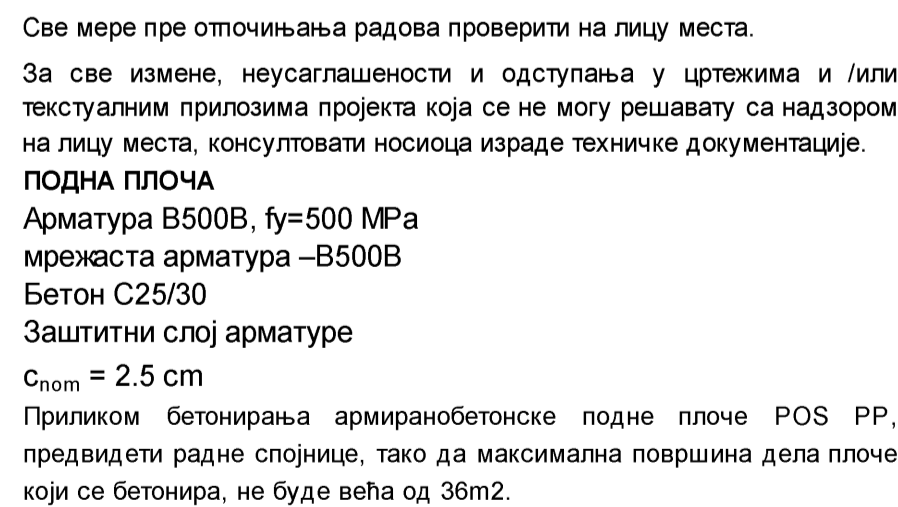 Све мере пре отпочињања радова проверити на лицу места.
За све измене, неусаглашености и одступања у цртежима и /или
текстуалним прилозима пројекта која се не могу решавату са надзором
на лицу места, консултовати носиоца израде техничке документације.
ПОДНА ПЛОЧА
Арматура B500B, fy=500 MPa
мрежаста арматура –B500B
Бетон C25/30
Заштитни слој арматуре
cnom = 2.5 cm
Приликом бетонирања армиранобетонске подне плоче POS PP,
предвидети радне спојнице, тако да максимална површина дела плоче
који се бетонира, не буде већа од 36m2.